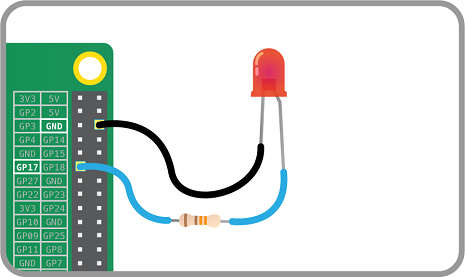 3V3 5V
GP2 5V
GP3 GND
GP4 GP14
GND GP15
GP17 GP18
GP27 GND
GP22 GP23
3V3 GP24
GP10 GND
GP09 GP25
GP11 GP8
GND GP7